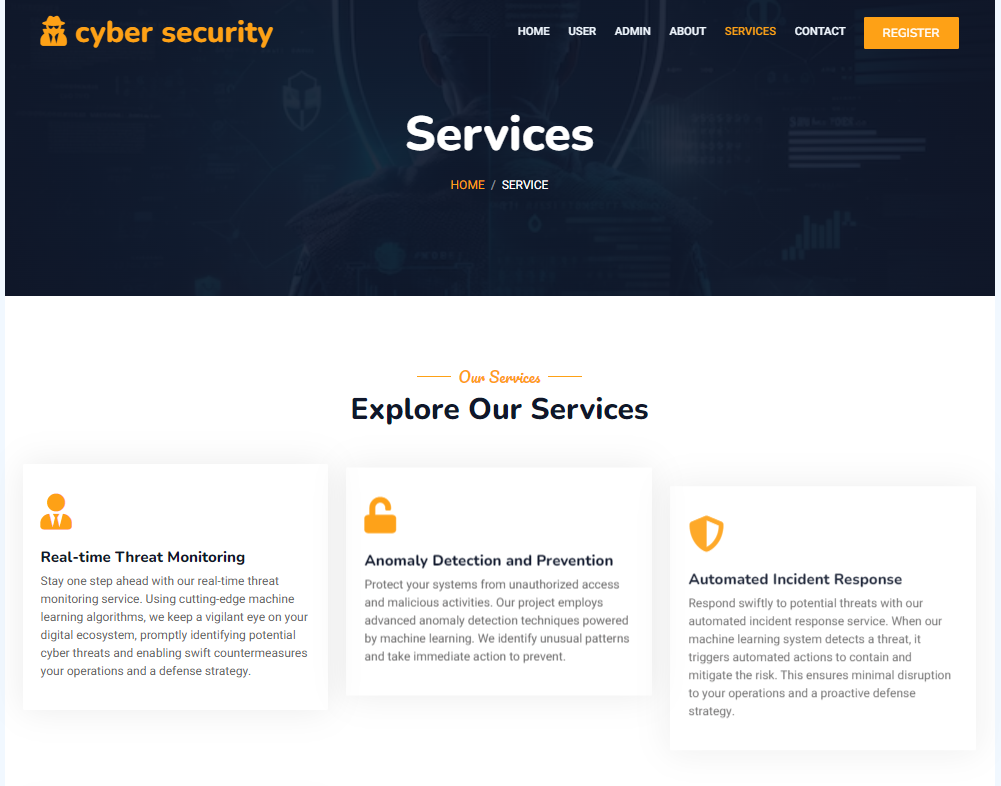 cyber security
HOME USER ADMIN ABOUT SERVICES CONTACT REGISTER
Services
HOME / SERVICE
Our Services
Explore Our Services
Real-time Threat Monitoring
Stay one step ahead with our real-time threat
monitoring service. Using cutting-edge machine
learning algorithms, we keep a vigilant eye on your
digital ecosystem, promptly identifying potential
cyber threats and enabling swift countermeasures
your operations and a defense strategy.
Anomaly Detection and Prevention
Protect your systems from unauthorized access
and malicious activities. Our project employs
advanced anomaly detection techniques powered
by machine learning. We identify unusual patterns
and take immediate action to prevent.
Automated Incident Response
Respond swiftly to potential threats with our
automated incident response service. When our
machine learning system detects a threat, it
triggers automated actions to contain and
mitigate the risk. This ensures minimal disruption
to your operations and a proactive defense
strategy.